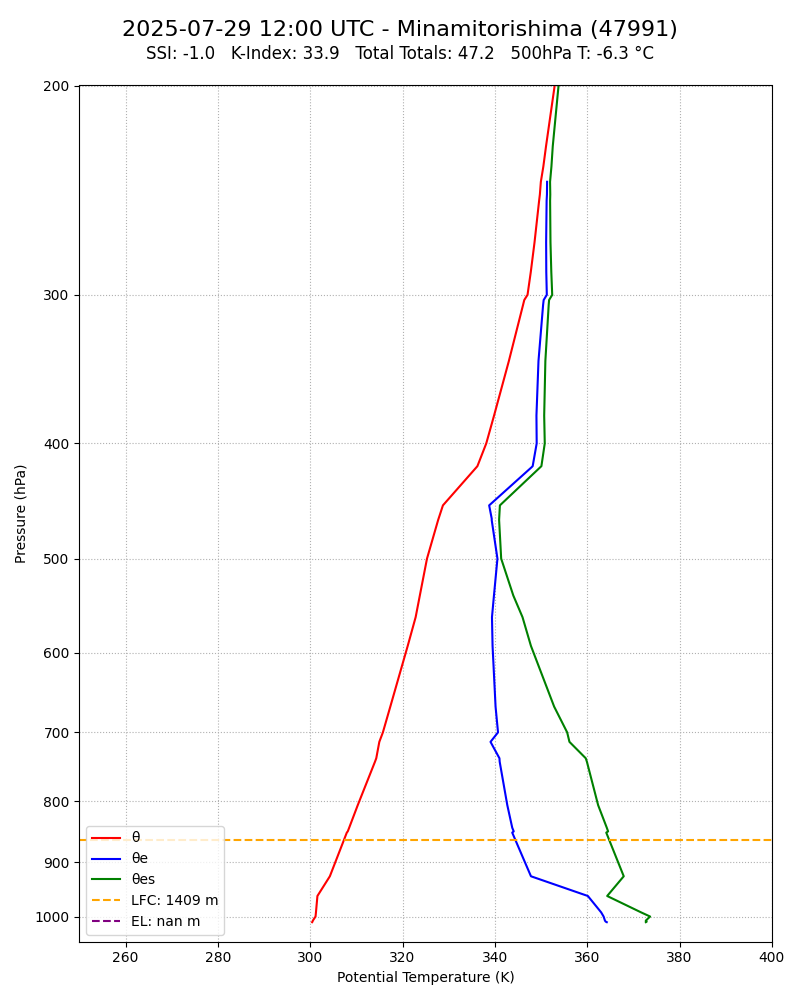 2025-07-29 12:00 UTC - Minamitorishima (47991)
SSI: -1.0   K-Index: 33.9   Total Totals: 47.2   500hPa T: -6.3 °C
200
300
400
500
600
700
800
900
1000
Pressure (hPa)
θ
θe
θes
LFC: 1409 m
EL: nan m
260 280 300 320 340 360 380 400
Potential Temperature (K)